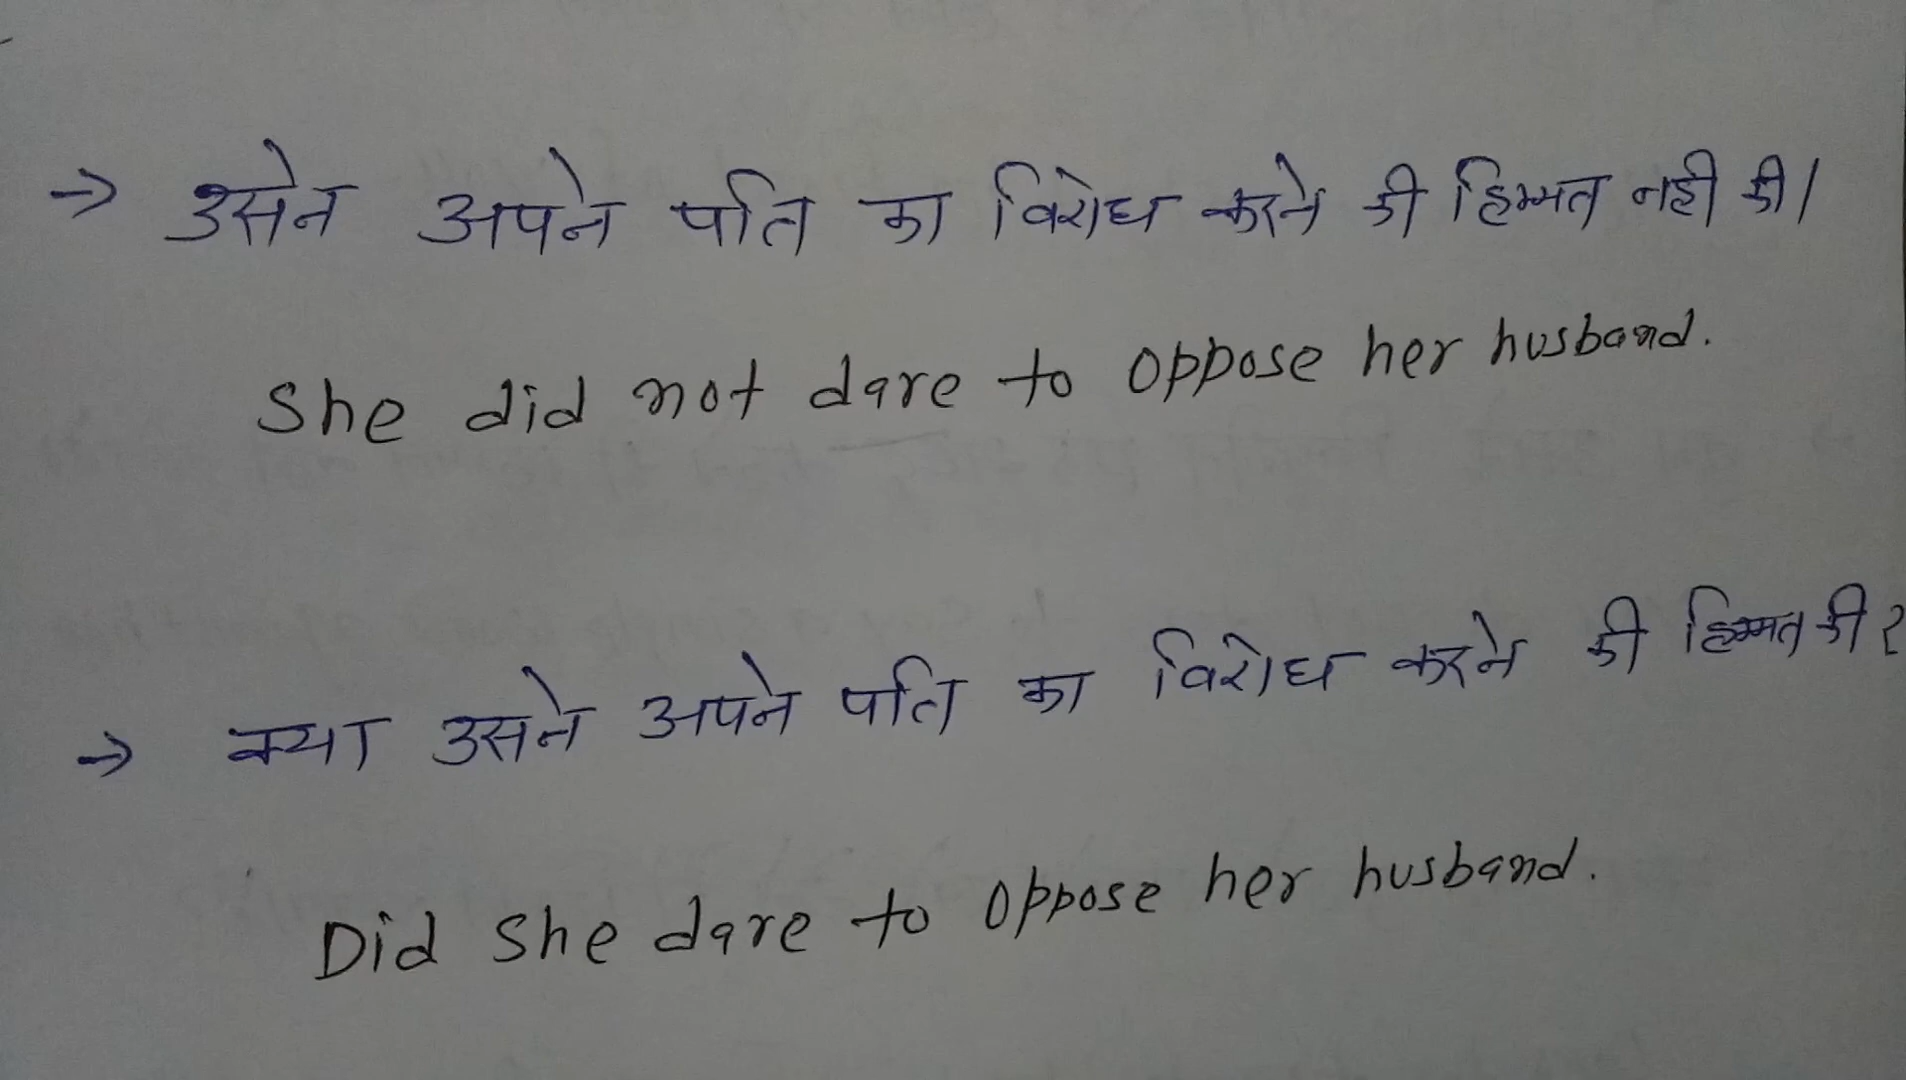 → उसने अपने पति का विरोध करने की हिम्मत नही की।
She did not dare to oppose her husband.
→ क्या उसने अपने पति का विरोध करने की हिम्मत की?
Did she dare to oppose her husband.